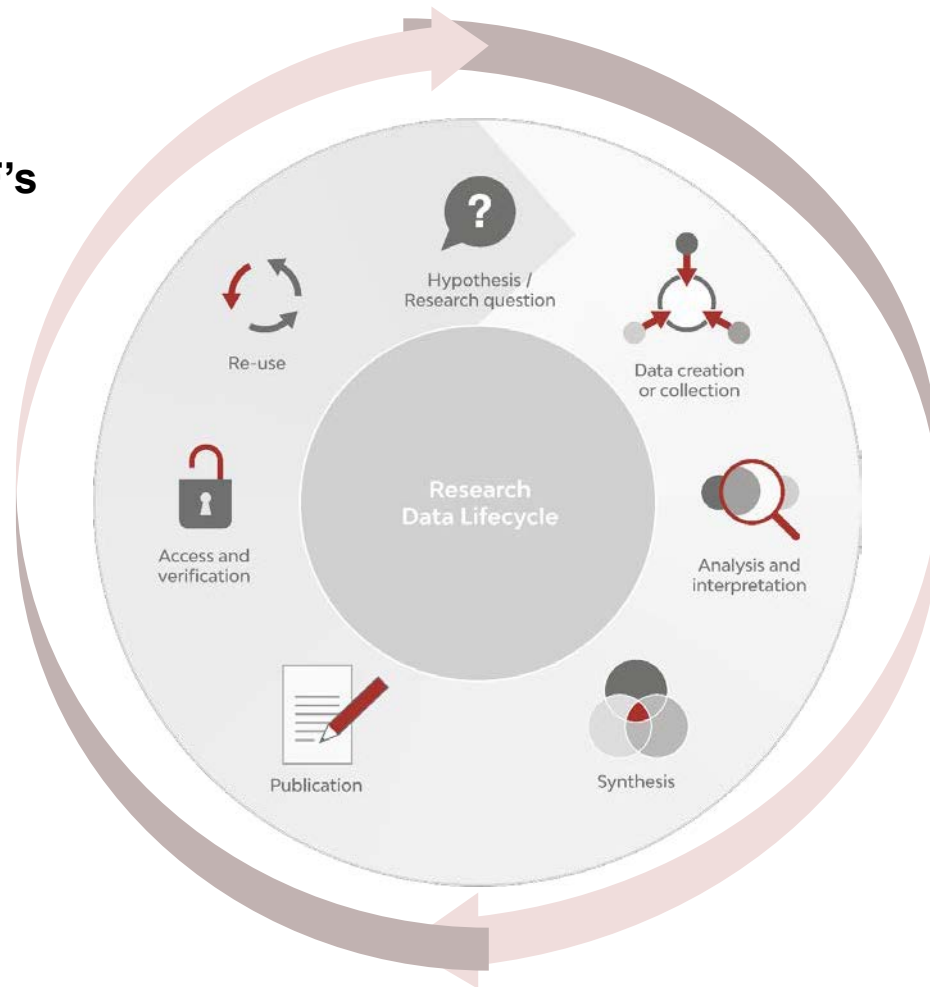 's
?
Hypothesis /
Research question
Data creation
or collection
Analysis and
interpretation
Synthesis
Publication
Access and
verification
Re-use
Research
Data Lifecycle